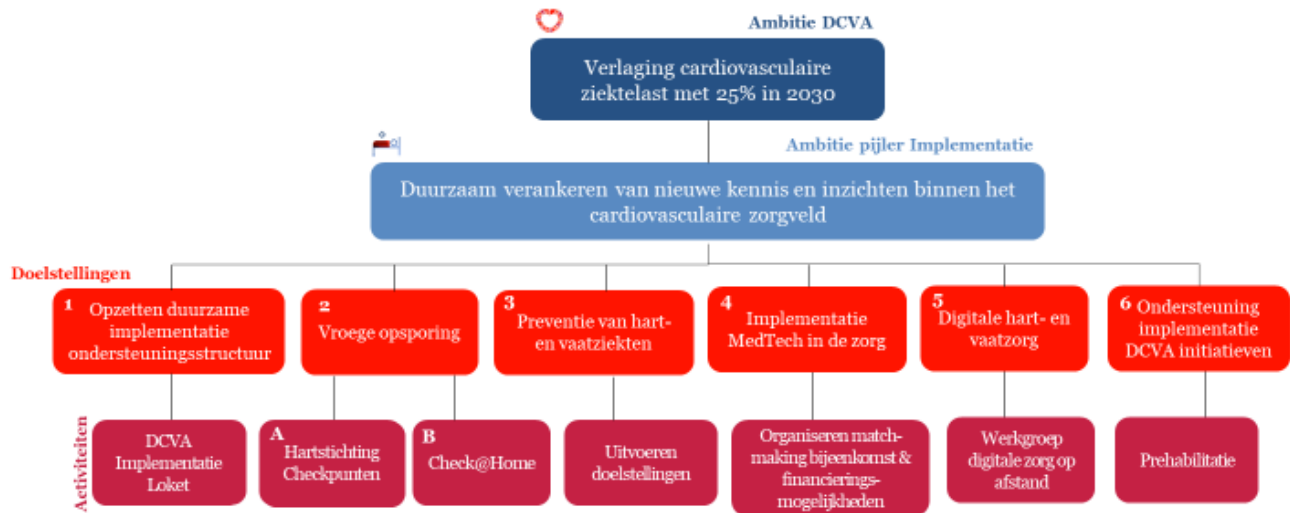 Ambitie DCVA
Verlaging cardiovasculaire
ziektelast met 25% in 2030
Ambitie pijler Implementatie
Duurzaam verankeren van nieuwe kennis en inzichten binnen het
cardiovasculaire zorgveld
Doelstellingen
1 Opzetten duurzame
implementatie
ondersteuningsstructuur
2
Vroege opsporing
3
Preventie van hart-
en vaatziekten
4
Implementatie
MedTech in de zorg
5
Digitale hart- en
vaatzorg
6 Ondersteuning
implementatie
DCVA initiatieven
Activiteiten
DCVA
Implementatie
Loket
A
Hartstichting
Checkpunten
B
Check@Home
Uitvoeren
doelstellingen
Organiseren match-
making bijeenkomst &
financierings-
mogelijkheden
Werkgroep
digitale zorg op
afstand
Prehabilitatie